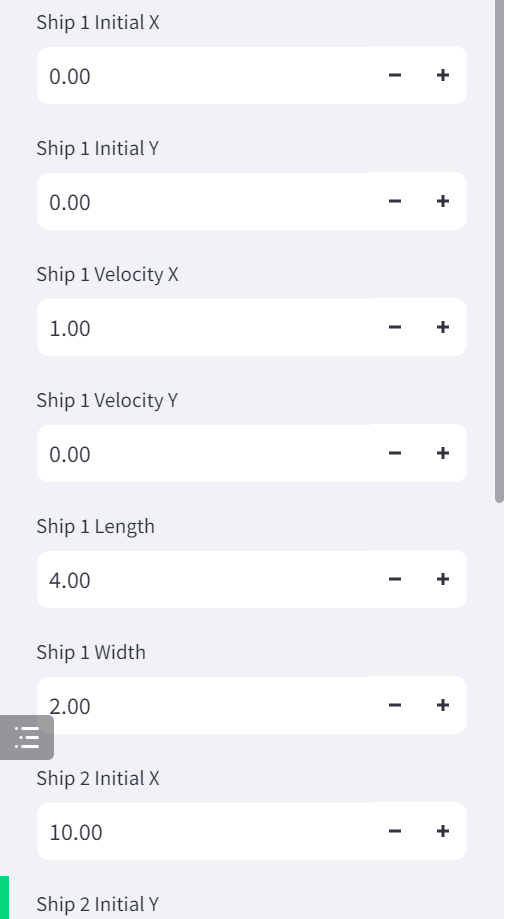 Ship 1 Initial X
0.00
Ship 1 Initial Y
0.00
Ship 1 Velocity X
1.00
Ship 1 Velocity Y
0.00
Ship 1 Length
4.00
Ship 1 Width
2.00
Ship 2 Initial X
10.00
Ship 2 Initial Y